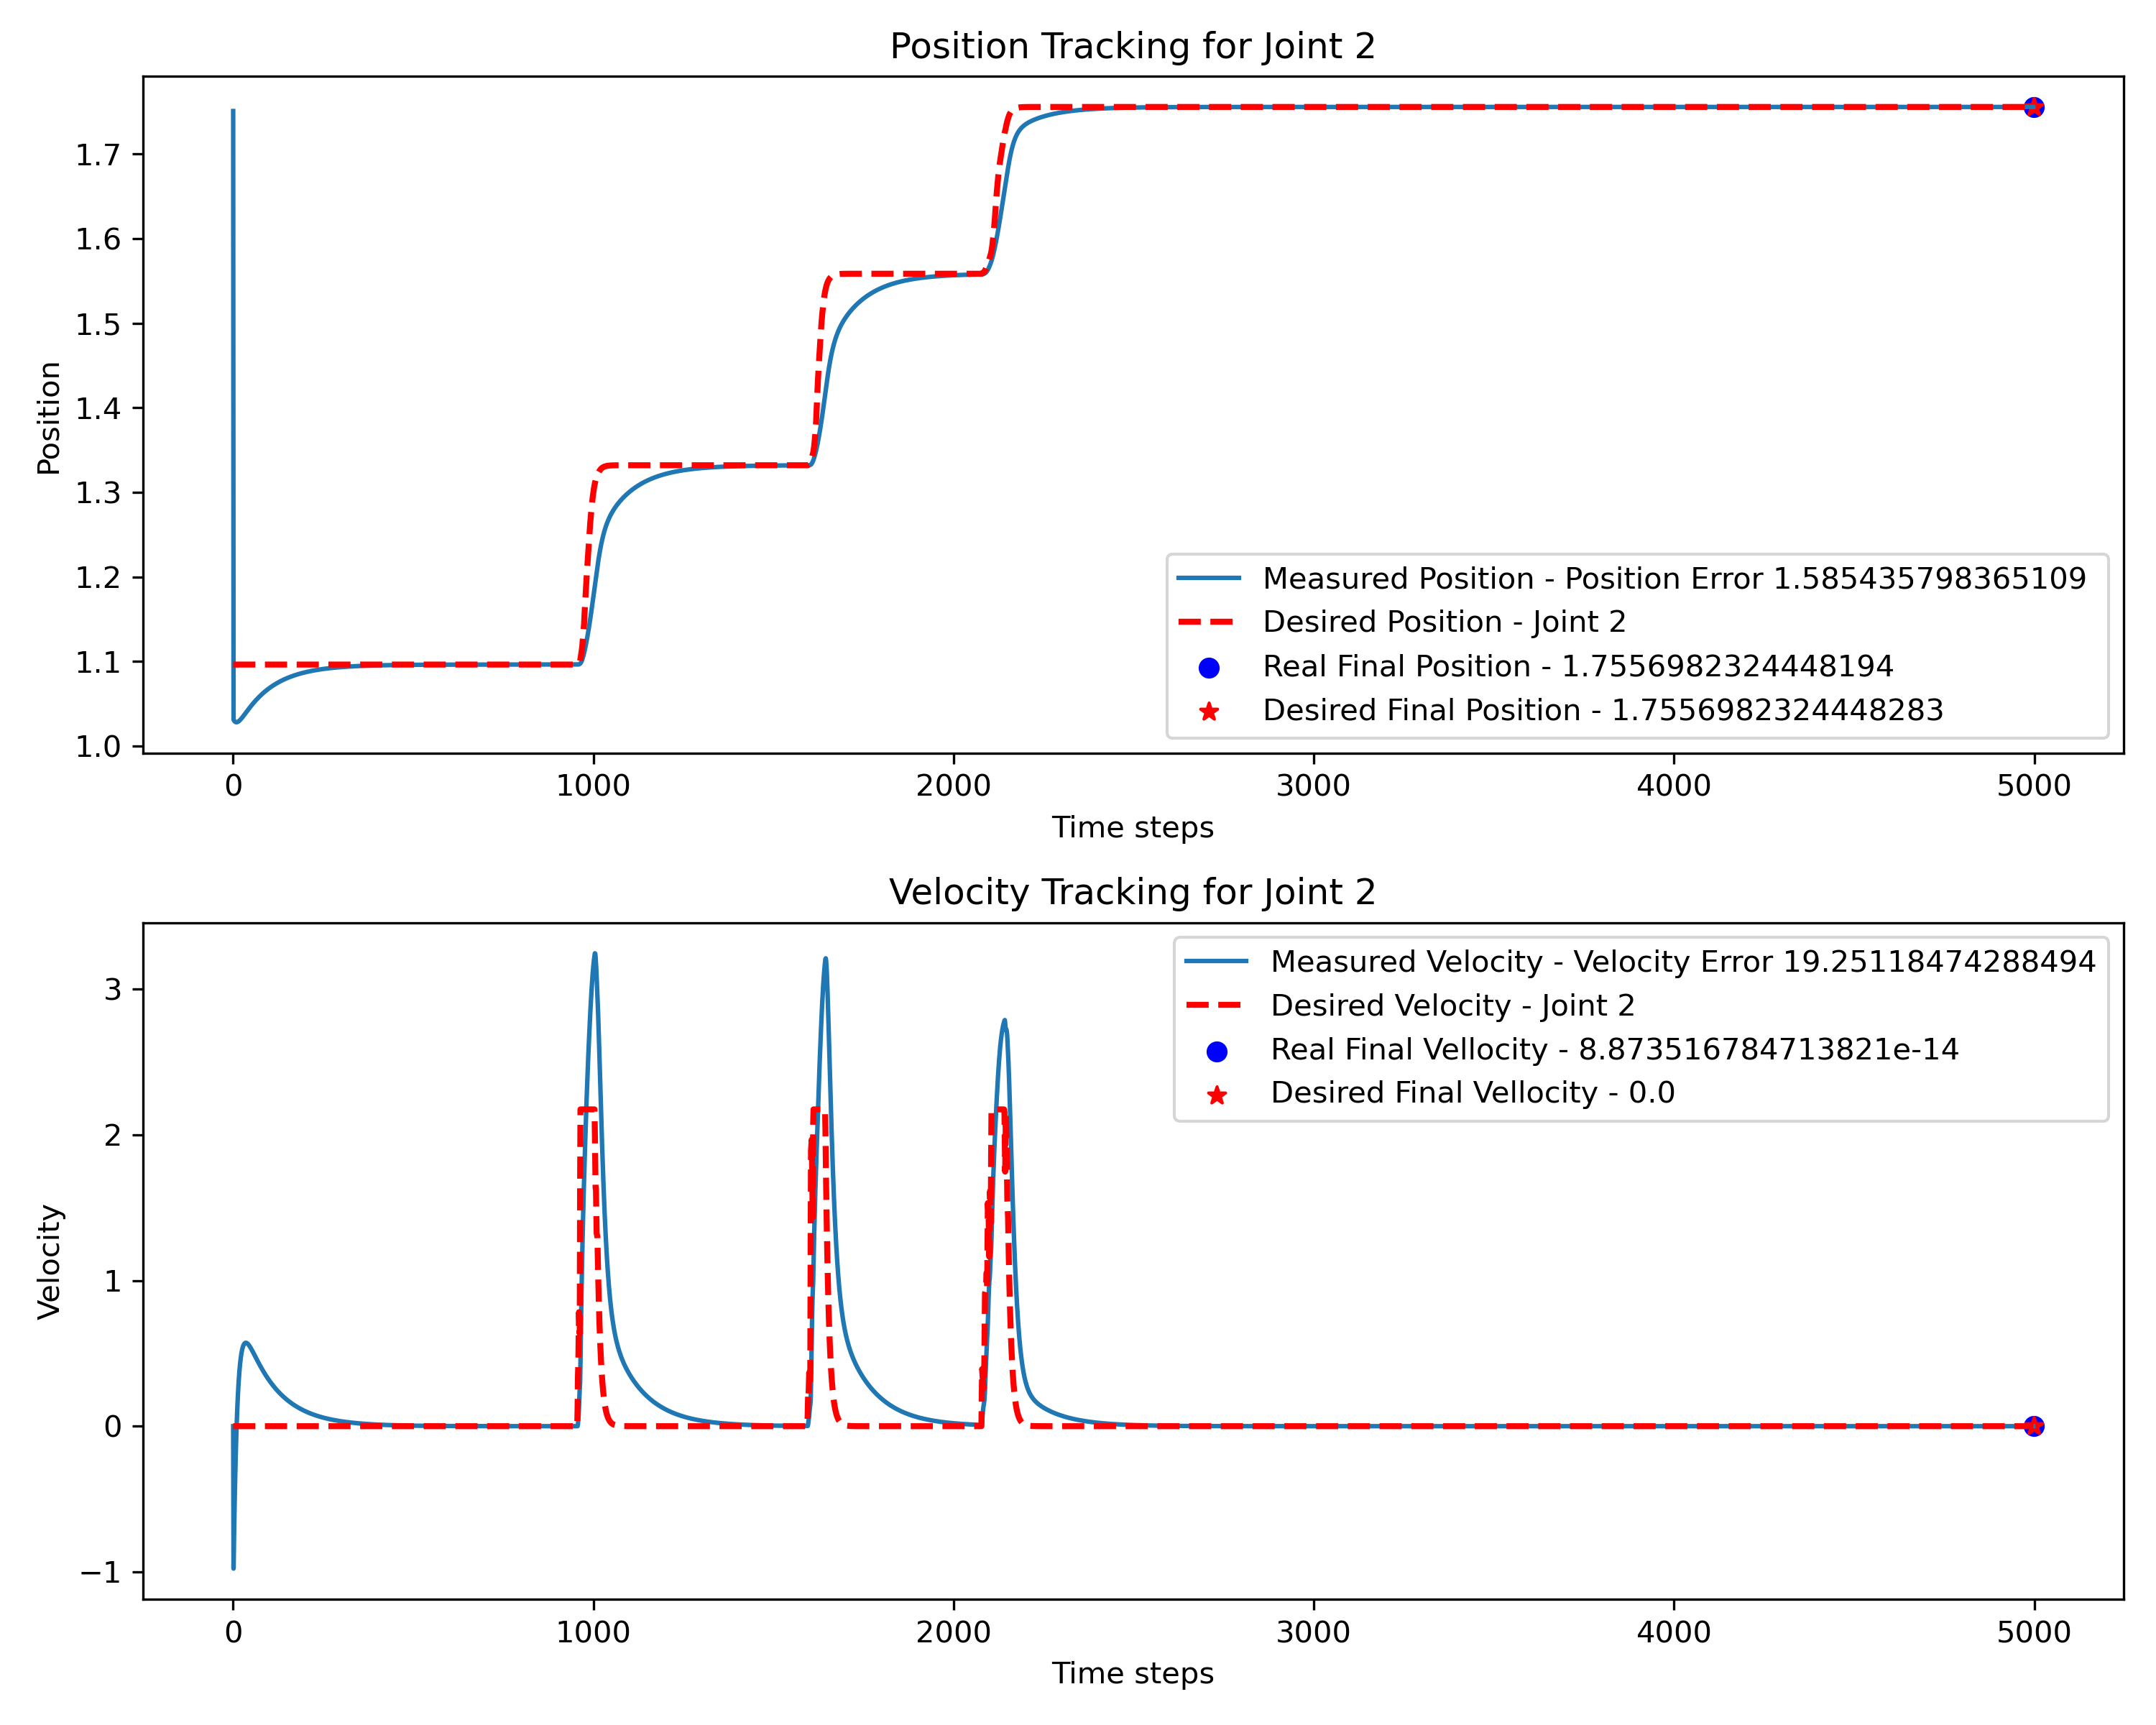 Position Tracking for Joint 2
Position
1.7
1.6
1.5
1.4
1.3
1.2
1.1
1.0
Measured Position - Position Error 1.585435798365109
Desired Position - Joint 2
Real Final Position - 1.7556982324448194
Desired Final Position - 1.7556982324448283
0 1000 2000 3000 4000 5000
Time steps
Velocity Tracking for Joint 2
Velocity
3
2
1
0
−1
Measured Velocity - Velocity Error 19.25118474288494
Desired Velocity - Joint 2
Real Final Vellocity - 8.873516784713821e-14
Desired Final Vellocity - 0.0
0 1000 2000 3000 4000 5000
Time steps